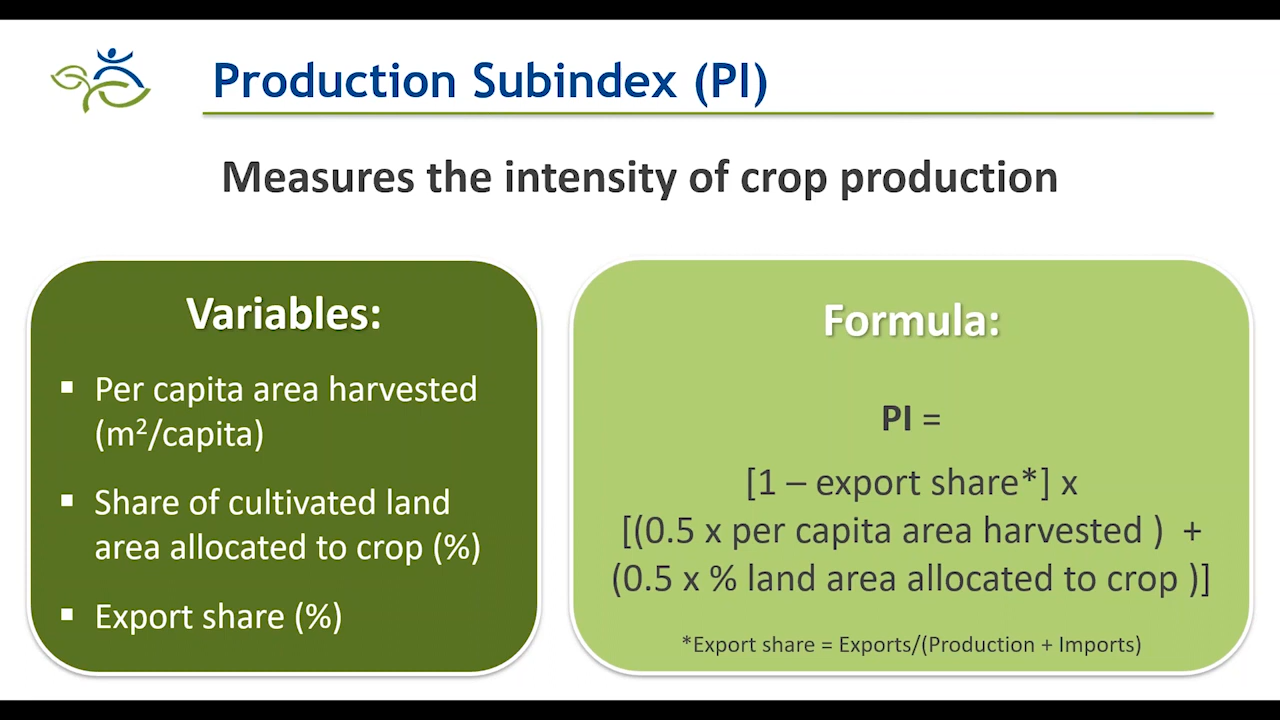 Production Subindex (PI)
Measures the intensity of crop production
Variables:
▪ Per capita area harvested
(m²/capita)
▪ Share of cultivated land
area allocated to crop (%)
▪ Export share (%)
Formula:
PI =
[1 – export share*] x
[(0.5 x per capita area harvested ) +
(0.5 x % land area allocated to crop )]
*Export share = Exports/(Production + Imports)